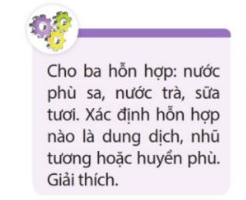 Cho ba hỗn hợp: nước
phù sa, nước trà, sữa
tươi. Xác định hỗn hợp
nào là dung dịch, nhũ
tương hoặc huyền phù.
Giải thích.